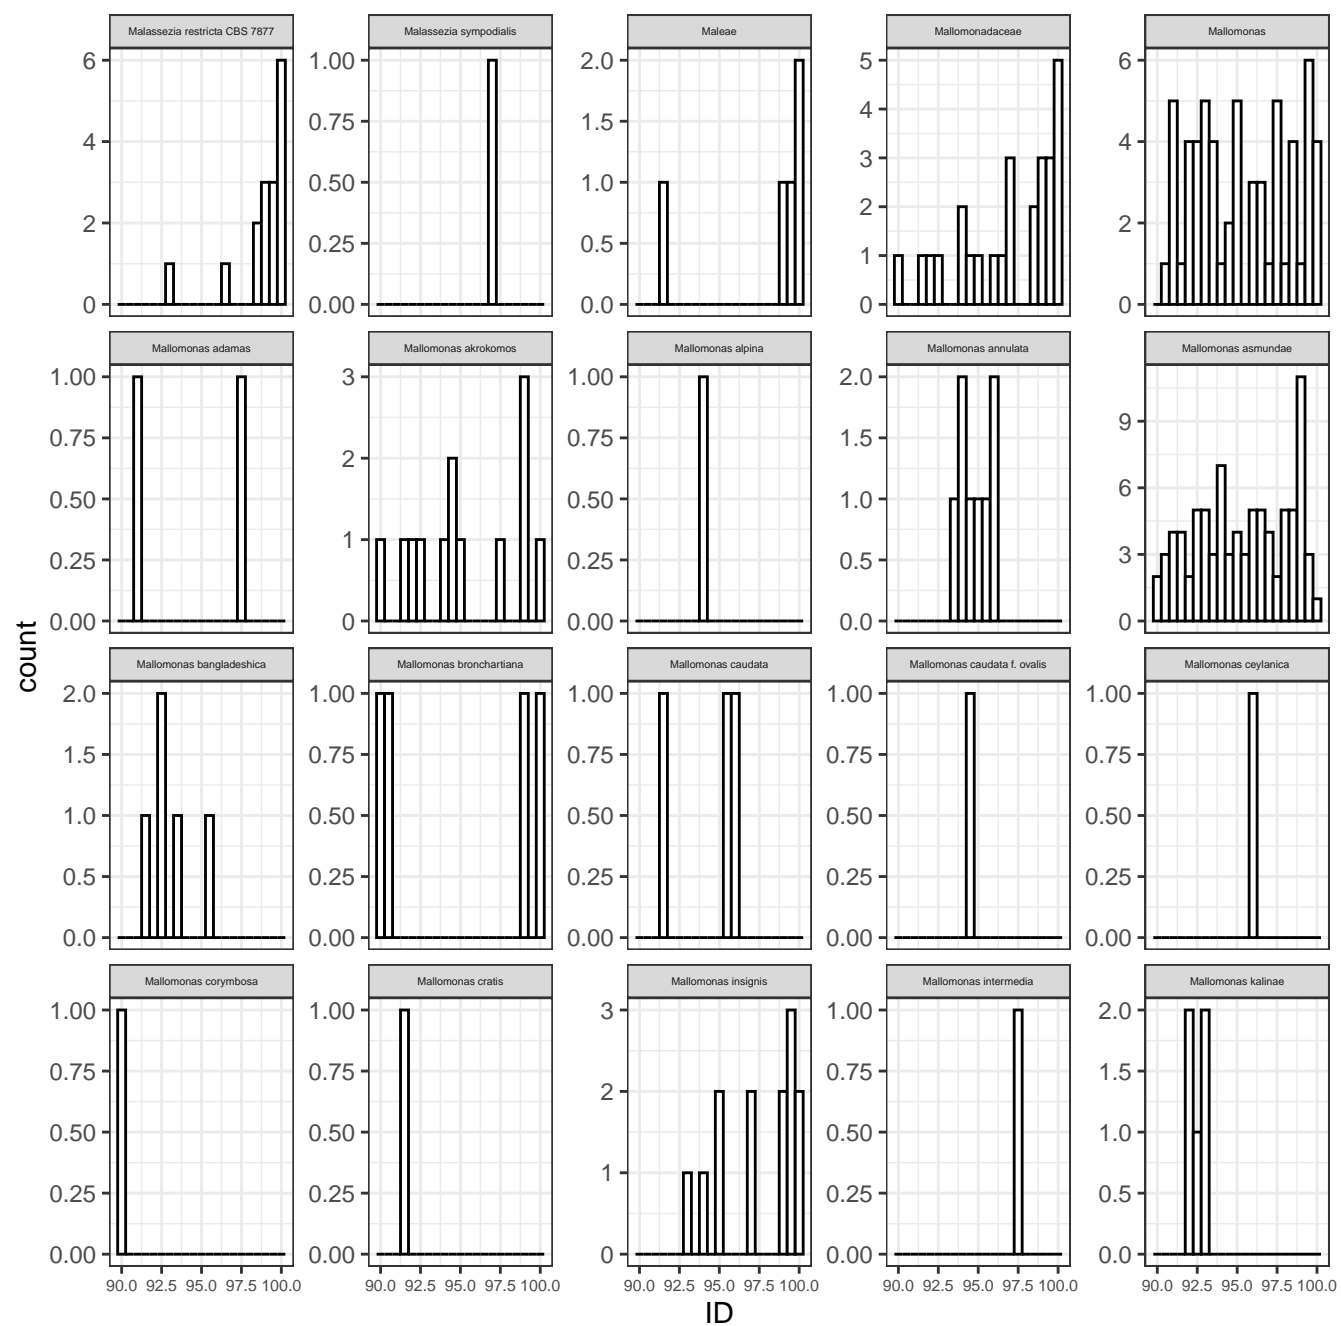 Malassezia restricta CBS 7877 Malassezia sympodialis Maleae Mallomonadaceae Mallomonas
6 1.00 2.0 5 6
4 0.75 1.5 4 4
2 0.50 1.0 3 2
0 0.25 0.5 2 0
0.00 0.0 1
0
Mallomonas adamas Mallomonas akrokomos Mallomonas alpina Mallomonas annulata Mallomonas asmundae
1.00 3 1.00 2.0 9
0.75 2 0.75 1.5 6
0.50 1 0.50 1.0 3
0.25 0 0.25 0.5 0
0.00 0.00 0.0
count
Mallomonas bangladeshica Mallomonas bronchartiana Mallomonas caudata Mallomonas caudata f. ovalis Mallomonas ceylanica
2.0 1.00 1.00 1.00 1.00
1.5 0.75 0.75 0.75 0.75
1.0 0.50 0.50 0.50 0.50
0.5 0.25 0.25 0.25 0.25
0.0 0.00 0.00 0.00 0.00
Mallomonas corymbosa Mallomonas cratis Mallomonas insignis Mallomonas intermedia Mallomonas kalinae
1.00 1.00 3 1.00 2.0
0.75 0.75 2 0.75 1.5
0.50 0.50 1 0.50 1.0
0.25 0.25 0 0.25 0.5
0.00 0.00 0.00 0.0
90.0 92.5 95.0 97.5 100.0 90.0 92.5 95.0 97.5 100.0 90.0 92.5 95.0 97.5 100.0 90.0 92.5 95.0 97.5 100.0 90.0 92.5 95.0 97.5 100.0
ID